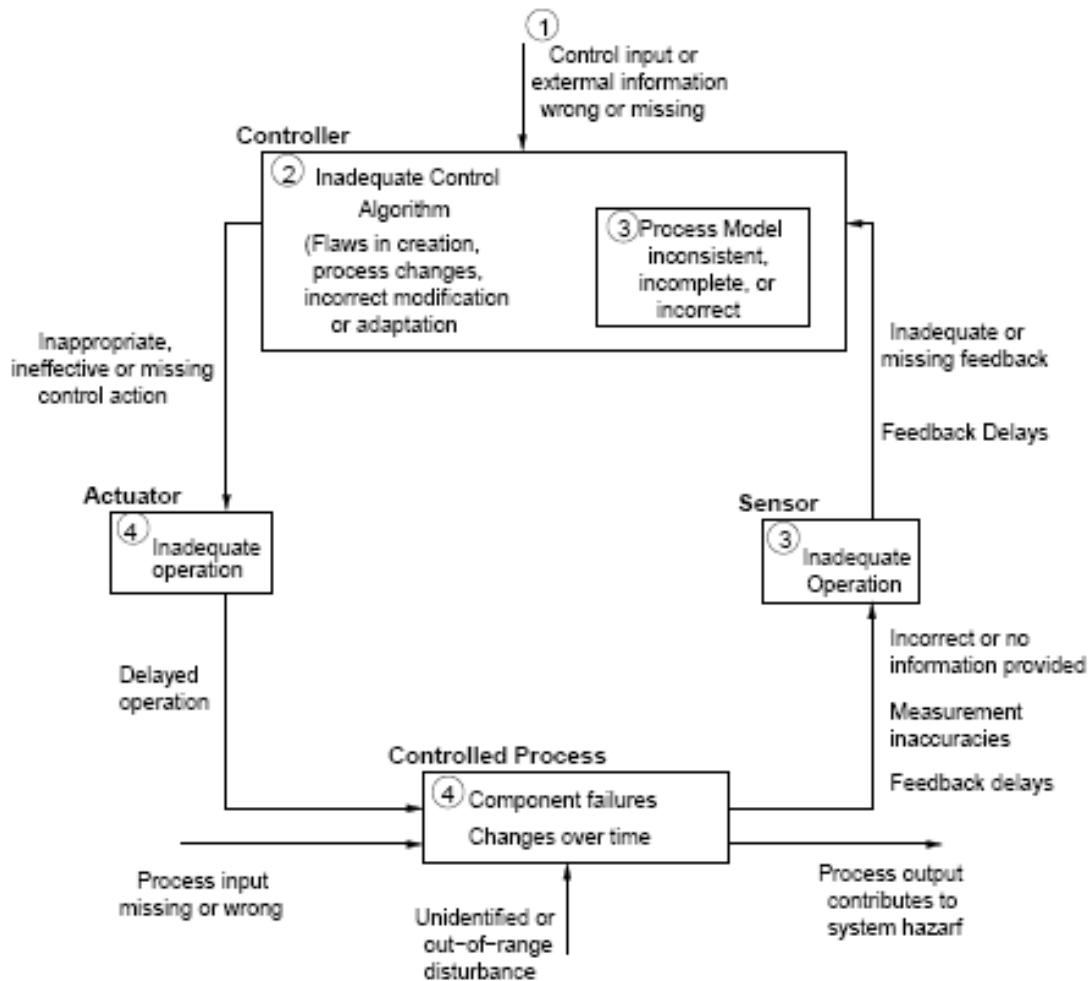 1
Control input or
extermal information
wrong or missing
Controller
2 Inadequate Control
Algorithm
(Flaws in creation,
process changes,
incorrect modification
or adaptation
3 Process Model
inconsistent,
incomplete, or
incorrect
Inappropriate,
ineffective or missing
control action
Inadequate or
missing feedback
Feedback Delays
Actuator
4 Inadequate
operation
Sensor
3 Inadequate
Operation
Delayed
operation
Incorrect or no
information provided
Measurement
inaccuracies
Feedback delays
Controlled Process
4 Component failures
Changes over time
Process input
missing or wrong
Unidentified or
out-of-range
disturbance
Process output
contributes to
system hazarf